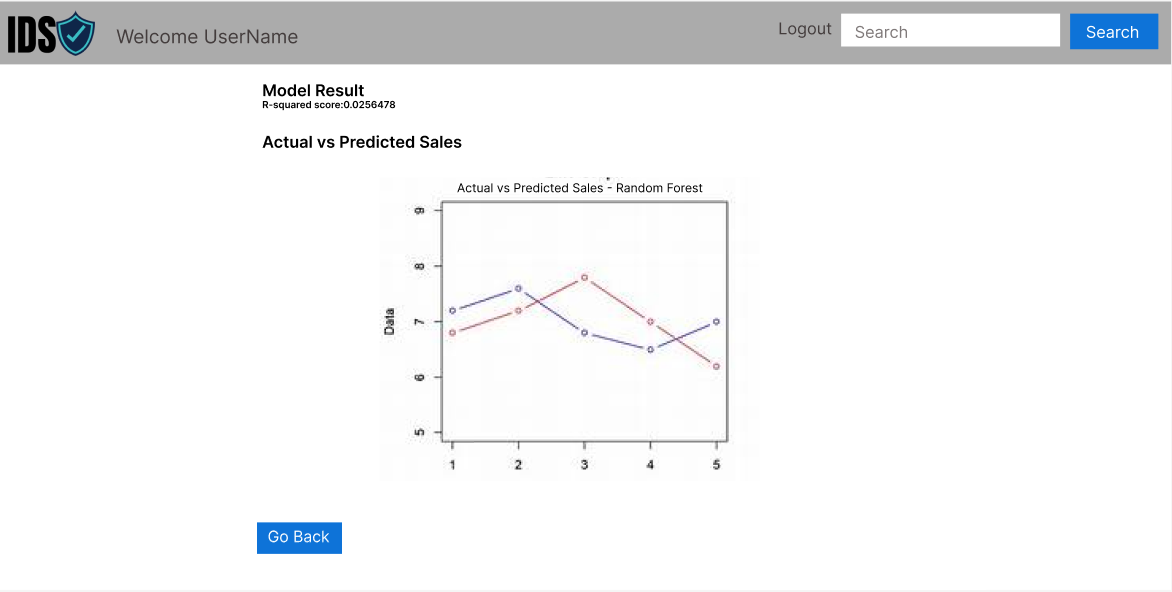 IDS
Welcome UserName
Logout
Search
Search
Model Result
R-squared score:0.0256478
Actual vs Predicted Sales
Actual vs Predicted Sales - Random Forest
9
8
7
6
5
Data
1 2 3 4 5
Go Back